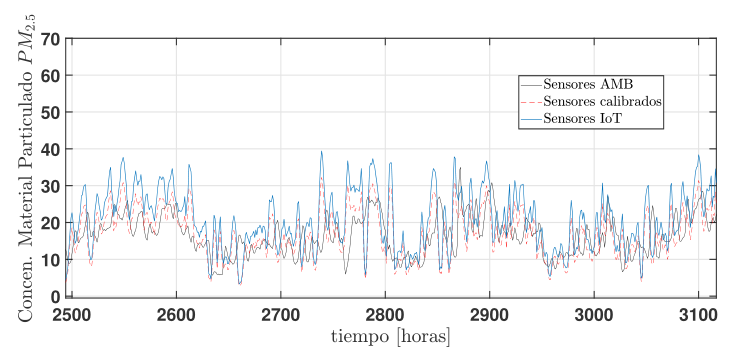 Concen. Material Particulado PM2.5
70
60
50
40
30
20
10
0
Sensores AMB
Sensores calibrados
Sensores IoT
2500 2600 2700 2800 2900 3000 3100
tiempo [horas]